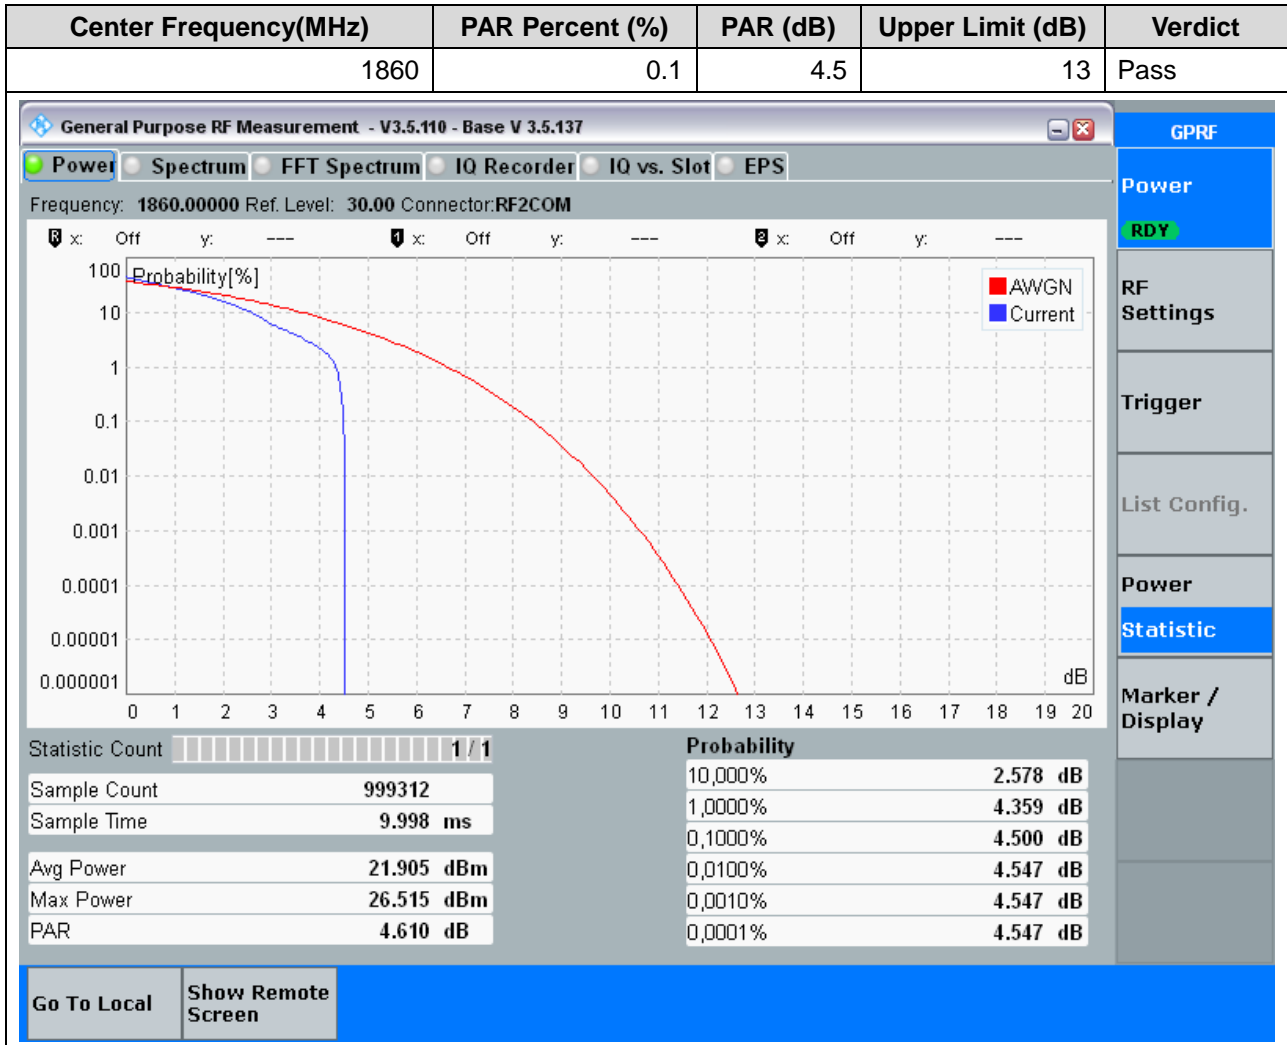 Center Frequency(MHz) PAR Percent (%) PAR (dB) Upper Limit (dB) Verdict
1860 0.1 4.5 13 Pass
General Purpose RF Measurement - V3.5.110 - Base V 3.5.137
GPRF
Power Spectrum FFT Spectrum IQ Recorder IQ vs. Slot EPS
Frequency: 1860.00000 Ref. Level: 30.00 Connector:RF2COM
R x: Off y: --- 1 x: Off y: --- 2 x: Off y: ---
Probability[%]
100
10
1
0.1
0.01
0.001
0.0001
0.00001
0.000001
AWGN
Current
dB
0 1 2 3 4 5 6 7 8 9 10 11 12 13 14 15 16 17 18 19 20
Statistic Count 1 / 1
Sample Count 999312
Sample Time 9.998 ms
Avg Power 21.905 dBm
Max Power 26.515 dBm
PAR 4.610 dB
Probability
10,000% 2.578 dB
1,0000% 4.359 dB
0,1000% 4.500 dB
0,0100% 4.547 dB
0,0010% 4.547 dB
0,0001% 4.547 dB
Power
RDY
RF
Settings
Trigger
List Config.
Power
Statistic
Marker /
Display
Go To Local
Show Remote
Screen